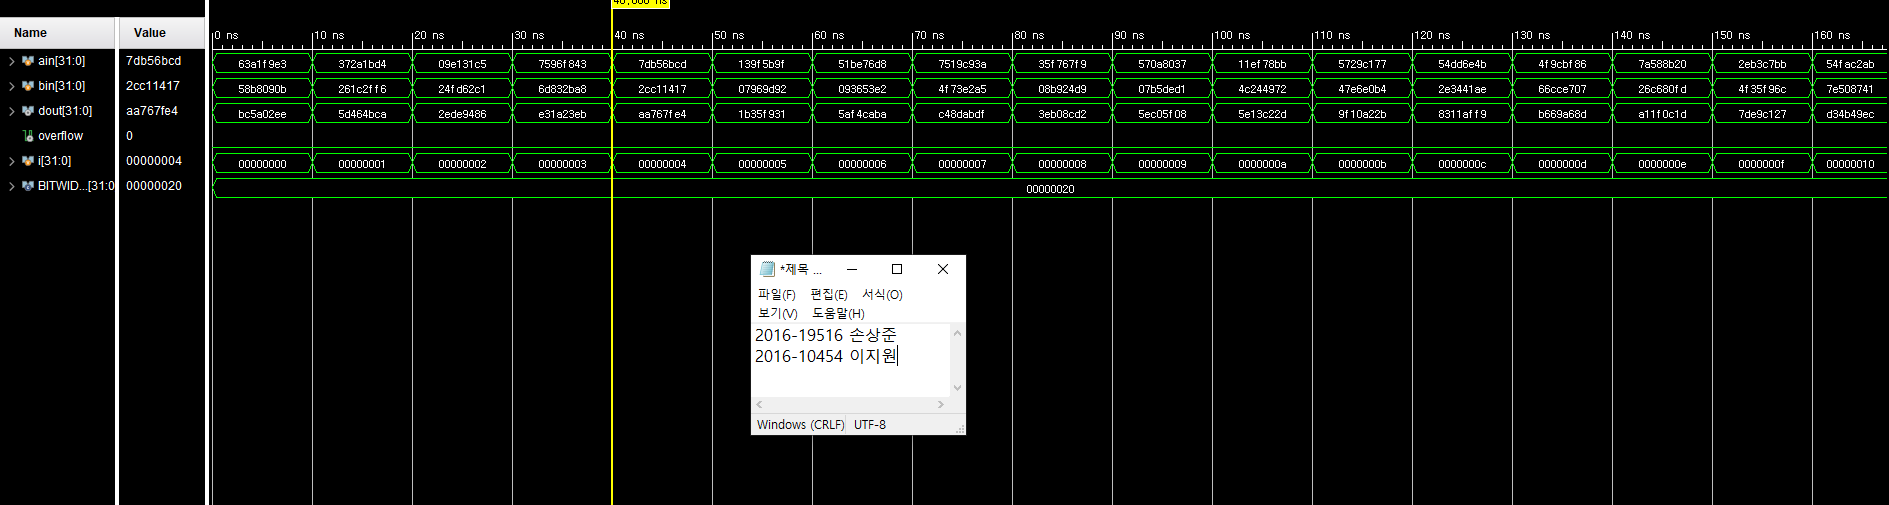 40,000 ns
Name Value
0 ns 10 ns 20 ns 30 ns 40 ns 50 ns 60 ns 70 ns 80 ns 90 ns 100 ns 110 ns 120 ns 130 ns 140 ns 150 ns 160 ns
ain[31:0] 7db56bcd 63a1f9e3 372a1bd4 09e131c5 7596f843 7db56bcd 139f5b9f 51be76d8 7519c93a 35f767f9 570a8037 11ef78bb 5729c177 54dd6e4b 4f9cbf86 7a588b20 2eb3c7bb 54fac2ab
bin[31:0] 2cc11417 58b8090b 261c2ff6 24fd62c1 6d832ba8 2cc11417 07969d92 093653e2 4f73e2a5 08b924d9 07b5ded1 4c244972 47e6e0b4 2e3441ae 66cce707 26c680fd 4f35f96c 7e508741
dout[31:0] aa767fe4 bc5a02ee 5d464bca 2ede9486 e31a23eb aa767fe4 1b35f931 5af4caba c48dabdf 3eb08cd2 5ec05f08 5e13c22d 9f10a22b 8311aff9 b669a68d a11f0c1d 7de9c127 d34b49ec
overflow 0
i[31:0] 00000004 00000000 00000001 00000002 00000003 00000004 00000005 00000006 00000007 00000008 00000009 0000000a 0000000b 0000000c 0000000d 0000000e 0000000f 00000010
BITWID...[31:0 00000020 00000020
*제목 ...
파일(F) 편집(E) 서식(O)
보기(V) 도움말(H)
2016-19516 손상준
2016-10454 이지원
Windows (CRLF) UTF-8